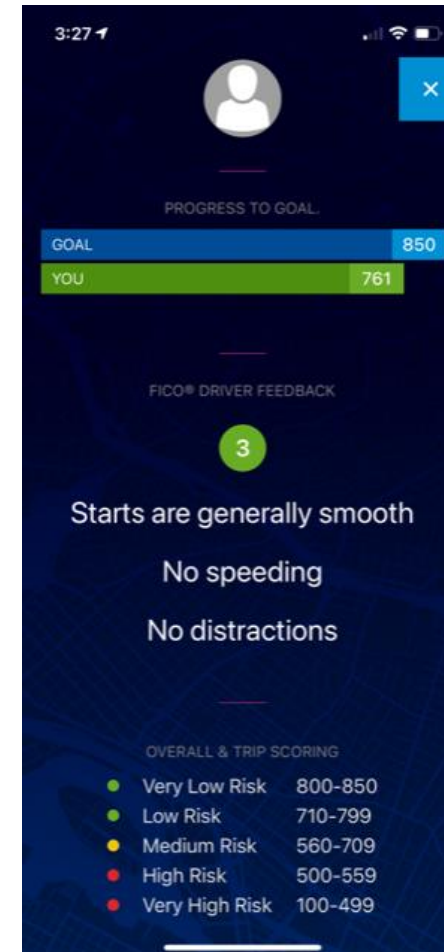 3:27
×
PROGRESS TO GOAL.
GOAL 850
YOU 761
FICO® DRIVER FEEDBACK
3
Starts are generally smooth
No speeding
No distractions
OVERALL & TRIP SCORING
Very Low Risk 800-850
Low Risk 710-799
Medium Risk 560-709
High Risk 500-559
Very High Risk 100-499